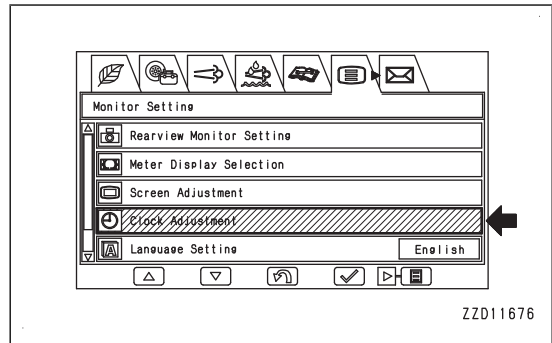 Monitor Setting
Rearview Monitor Setting
Meter Display Selection
Screen Adjustment
Clock Adjustment
Language Setting English
ZZD11676